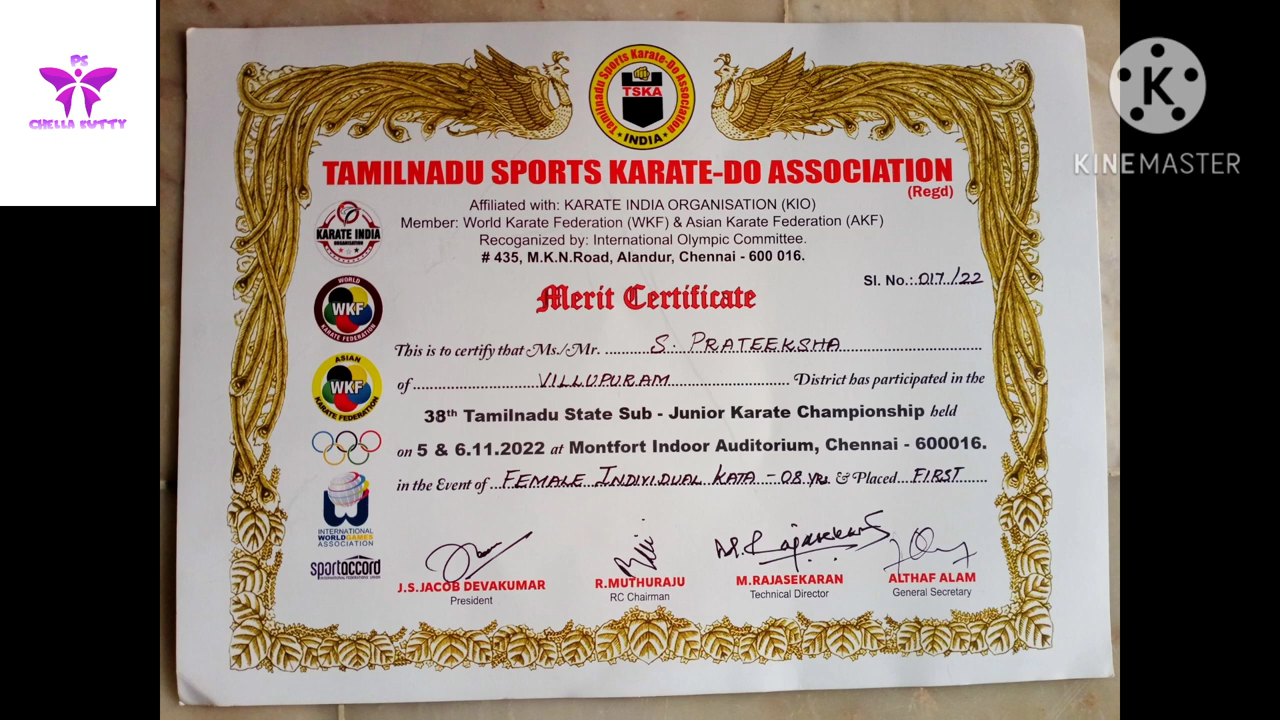 PS
CHELLA KUTTY
K
KINEMASTER
Tamilnadu Sports Karate-Do Association
TSKA
INDIA
TAMILNADU SPORTS KARATE-DO ASSOCIATION
(Regd)
Affiliated with: KARATE INDIA ORGANISATION (KIO)
Member: World Karate Federation (WKF) & Asian Karate Federation (AKF)
Recoganized by: International Olympic Committee.
# 435, M.K.N.Road, Alandur, Chennai - 600 016.
KARATE INDIA
ORGANISATION
Sl. No.:.017/22
Merit Certificate
WORLD
WKF
KARATE FEDERATION
This is to certify that Ms./Mr. S. PRATEEKSHA
of VILLUPURAM District has participated in the
ASIAN
WKF
KARATE FEDERATION
38th Tamilnadu State Sub - Junior Karate Championship held
on 5 & 6.11.2022 at Montfort Indoor Auditorium, Chennai - 600016.
in the Event of FEMALE INDIVIDUAL KATA - 08 YRS & Placed FIRST
INTERNATIONAL
WORLDGAMES
ASSOCIATION
sportaccord
INTERNATIONAL FEDERATIONS' UNION
M. Rajasekaran
J.S.JACOB DEVAKUMAR
President
R.MUTHURAJU
RC Chairman
M.RAJASEKARAN
Technical Director
ALTHAF ALAM
General Secretary